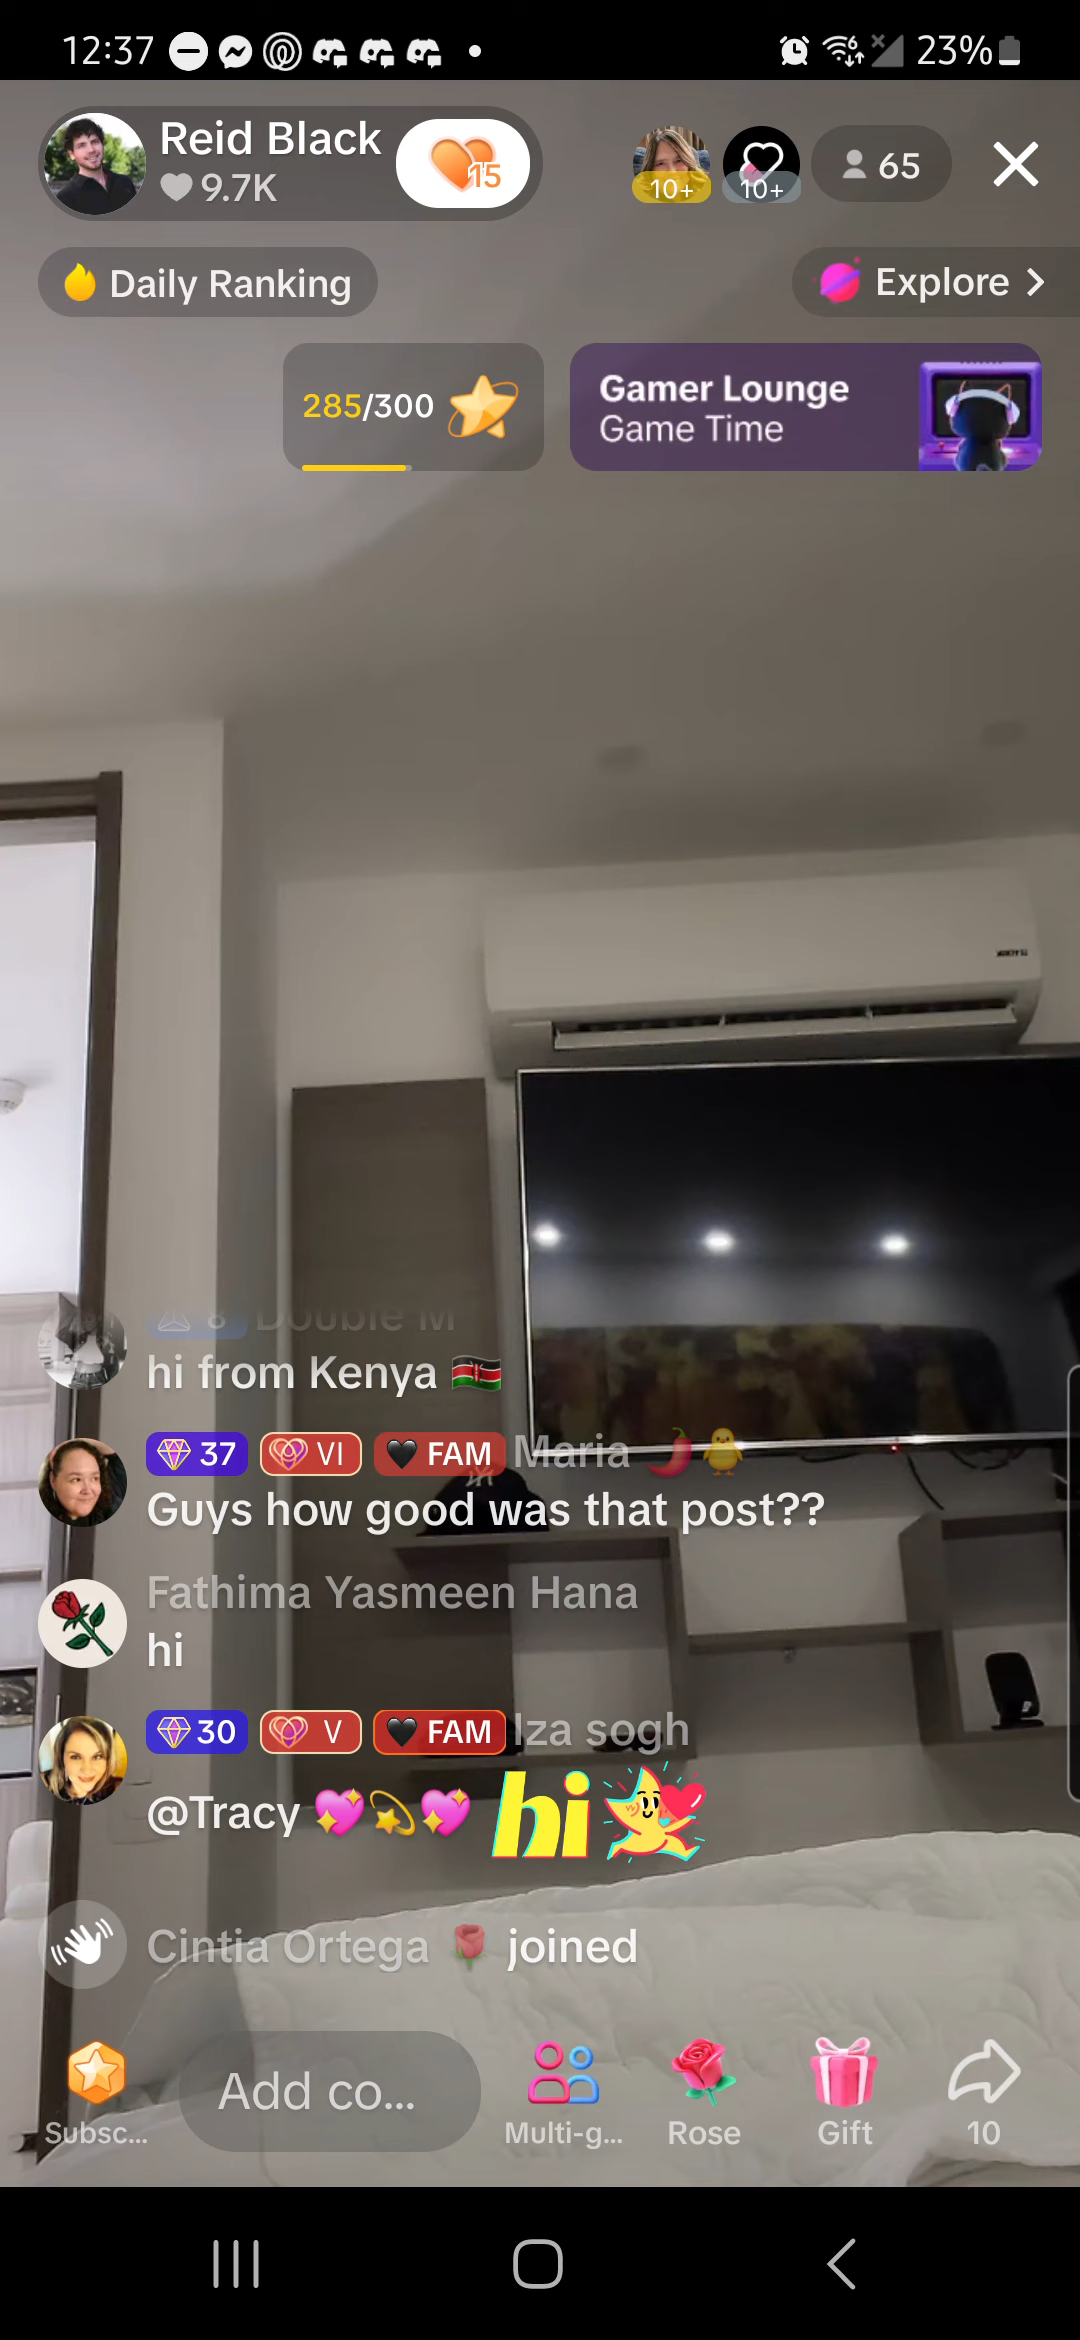 12:37
23%
Reid Black
9.7K
15
10+
10+
65
Daily Ranking
Explore
285/300
Gamer Lounge
Game Time
8 Double M
hi from Kenya
37 VI FAM Maria
Guys how good was that post??
Fathima Yasmeen Hana
hi
30 V FAM Iza sogh
@Tracy hi
Cintia Ortega joined
Subsc...
Add co...
Multi-g...
Rose
Gift
10